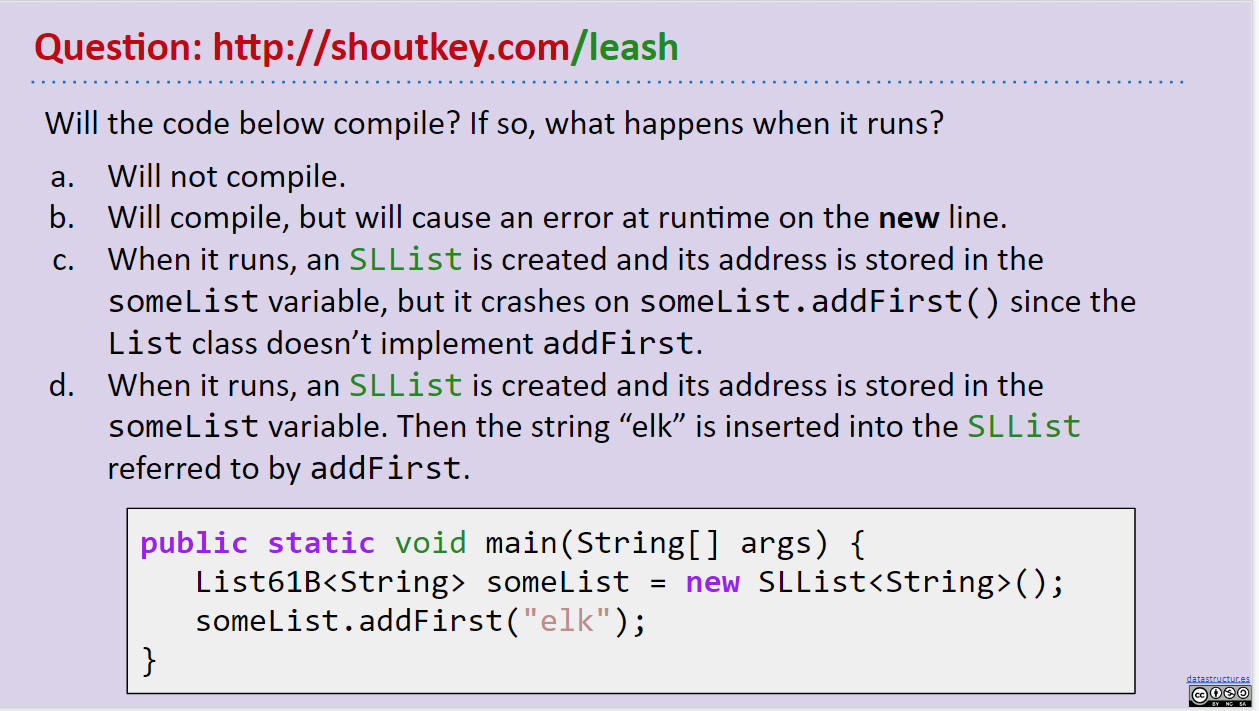 Question: http://shoutkey.com/leash
Will the code below compile? If so, what happens when it runs?
a. Will not compile.
b. Will compile, but will cause an error at runtime on the new line.
c. When it runs, an SLList is created and its address is stored in the
someList variable, but it crashes on someList.addFirst() since the
List class doesn’t implement addFirst.
d. When it runs, an SLList is created and its address is stored in the
someList variable. Then the string “elk” is inserted into the SLList
referred to by addFirst.
public static void main(String[] args) {
List61B<String> someList = new SLList<String>();
someList.addFirst("elk");
}
datastructur.es
cc
BY NC SA